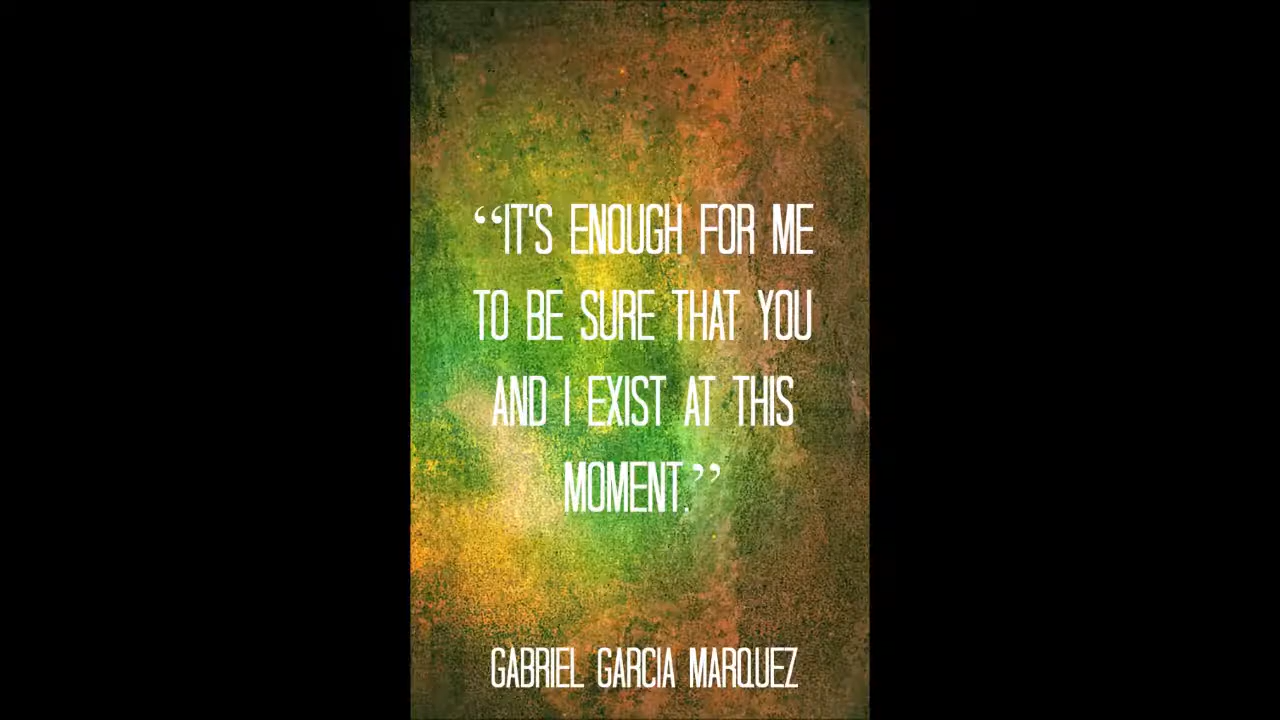 “IT'S ENOUGH FOR ME
TO BE SURE THAT YOU
AND I EXIST AT THIS
MOMENT.”
GABRIEL GARCIA MARQUEZ